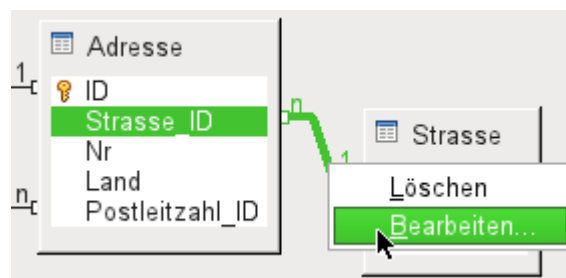 Adresse
1
ID
Strasse_ID
n
Nr
Land
n
Postleitzahl_ID
1
Strasse
Löschen
Bearbeiten...